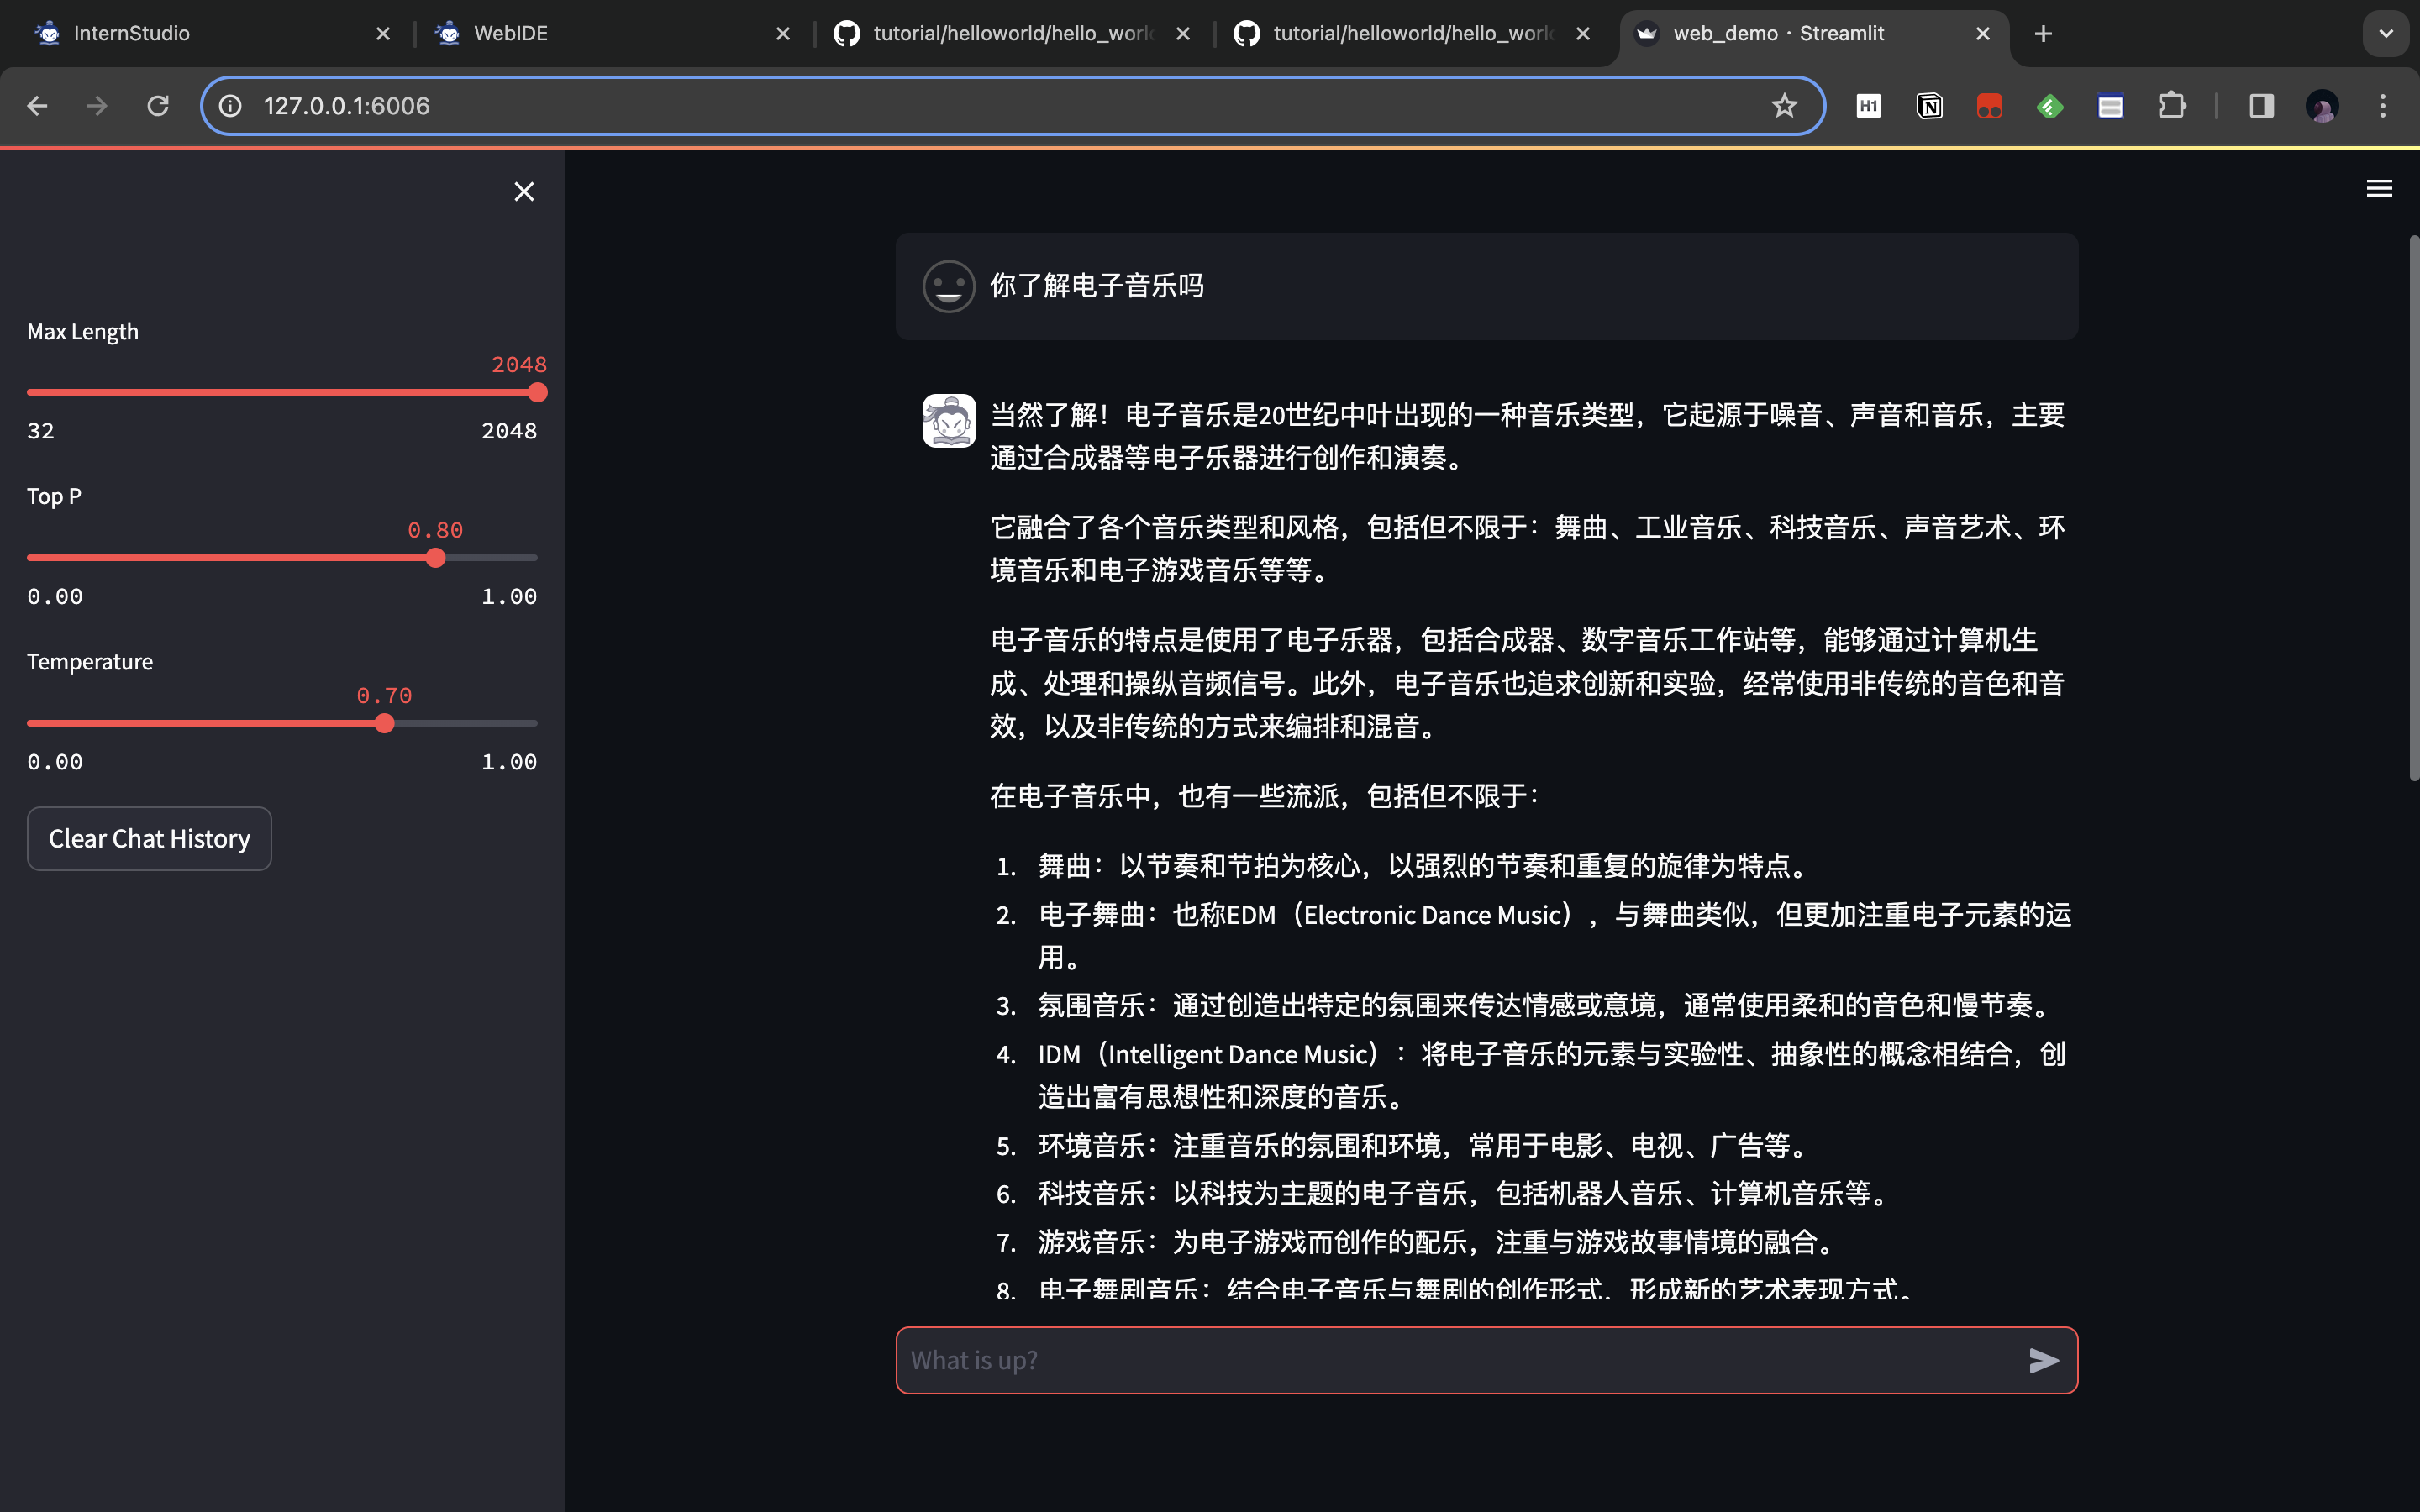 InternStudio
WebIDE
tutorial/helloworld/hello_world
tutorial/helloworld/hello_world
web_demo · Streamlit
127.0.0.1:6006
H1
Max Length
2048
32 2048
Top P
0.80
0.00 1.00
Temperature
0.70
0.00 1.00
Clear Chat History
你了解电子音乐吗
当然了解！电子音乐是20世纪中叶出现的一种音乐类型，它起源于噪音、声音和音乐，主要
通过合成器等电子乐器进行创作和演奏。
它融合了各个音乐类型和风格，包括但不限于：舞曲、工业音乐、科技音乐、声音艺术、环
境音乐和电子游戏音乐等等。
电子音乐的特点是使用了电子乐器，包括合成器、数字音乐工作站等，能够通过计算机生
成、处理和操纵音频信号。此外，电子音乐也追求创新和实验，经常使用非传统的音色和音
效，以及非传统的方式来编排和混音。
在电子音乐中，也有一些流派，包括但不限于：
1. 舞曲：以节奏和节拍为核心，以强烈的节奏和重复的旋律为特点。
2. 电子舞曲：也称EDM（Electronic Dance Music），与舞曲类似，但更加注重电子元素的运
用。
3. 氛围音乐：通过创造出特定的氛围来传达情感或意境，通常使用柔和的音色和慢节奏。
4. IDM（Intelligent Dance Music）：将电子音乐的元素与实验性、抽象性的概念相结合，创
造出富有思想性和深度的音乐。
5. 环境音乐：注重音乐的氛围和环境，常用于电影、电视、广告等。
6. 科技音乐：以科技为主题的电子音乐，包括机器人音乐、计算机音乐等。
7. 游戏音乐：为电子游戏而创作的配乐，注重与游戏故事情境的融合。
8. 电子舞剧音乐：结合电子音乐与舞剧的创作形式，形成新的艺术表现方式。
What is up?